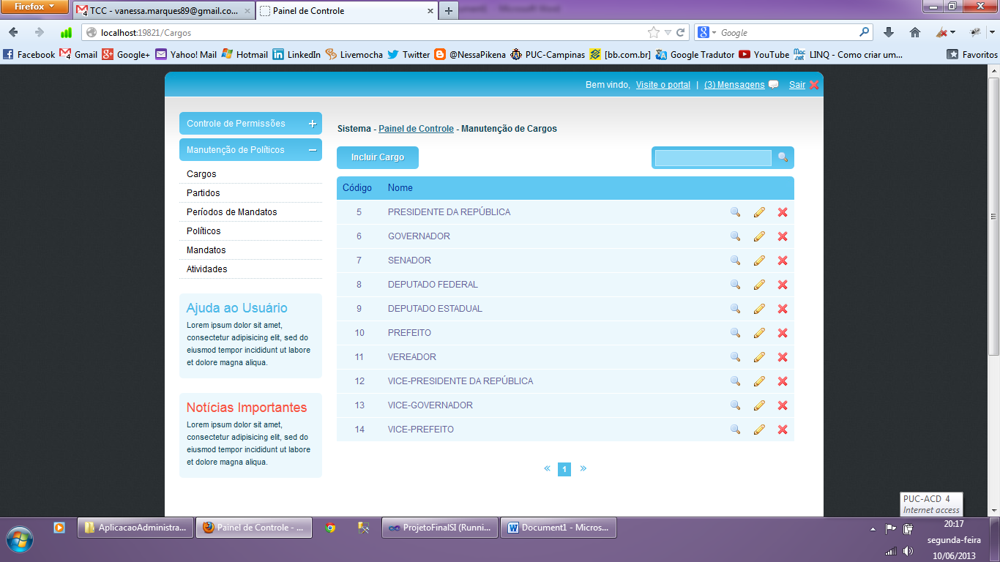 Firefox
TCC - vanessa.marques89@gmail.co...
Painel de Controle
localhost:19821/Cargos
Google
Facebook
Gmail
Google+
Yahoo! Mail
Hotmail
LinkedIn
Livemocha
Twitter
@NessaPikena
PUC-Campinas
[bb.com.br]
Google Tradutor
YouTube
LINQ - Como criar um...
Favoritos
Bem vindo, Visite o portal | (3) Mensagens Sair
Controle de Permissões
Manutenção de Políticos
Cargos
Partidos
Períodos de Mandatos
Políticos
Mandatos
Atividades
Ajuda ao Usuário
Lorem ipsum dolor sit amet,
consectetur adipisicing elit, sed do
eiusmod tempor incididunt ut labore
et dolore magna aliqua.
Notícias Importantes
Lorem ipsum dolor sit amet,
consectetur adipisicing elit, sed do
eiusmod tempor incididunt ut labore
et dolore magna aliqua.
Sistema - Painel de Controle - Manutenção de Cargos
Incluir Cargo
Código Nome
5 PRESIDENTE DA REPÚBLICA
6 GOVERNADOR
7 SENADOR
8 DEPUTADO FEDERAL
9 DEPUTADO ESTADUAL
10 PREFEITO
11 VEREADOR
12 VICE-PRESIDENTE DA REPÚBLICA
13 VICE-GOVERNADOR
14 VICE-PREFEITO
« 1 »
PUC-ACD 4
Internet access
AplicacaoAdministra...
Painel de Controle - ...
ProjetoFinalSI (Runni...
Document1 - Micros...
20:17
segunda-feira
10/06/2013